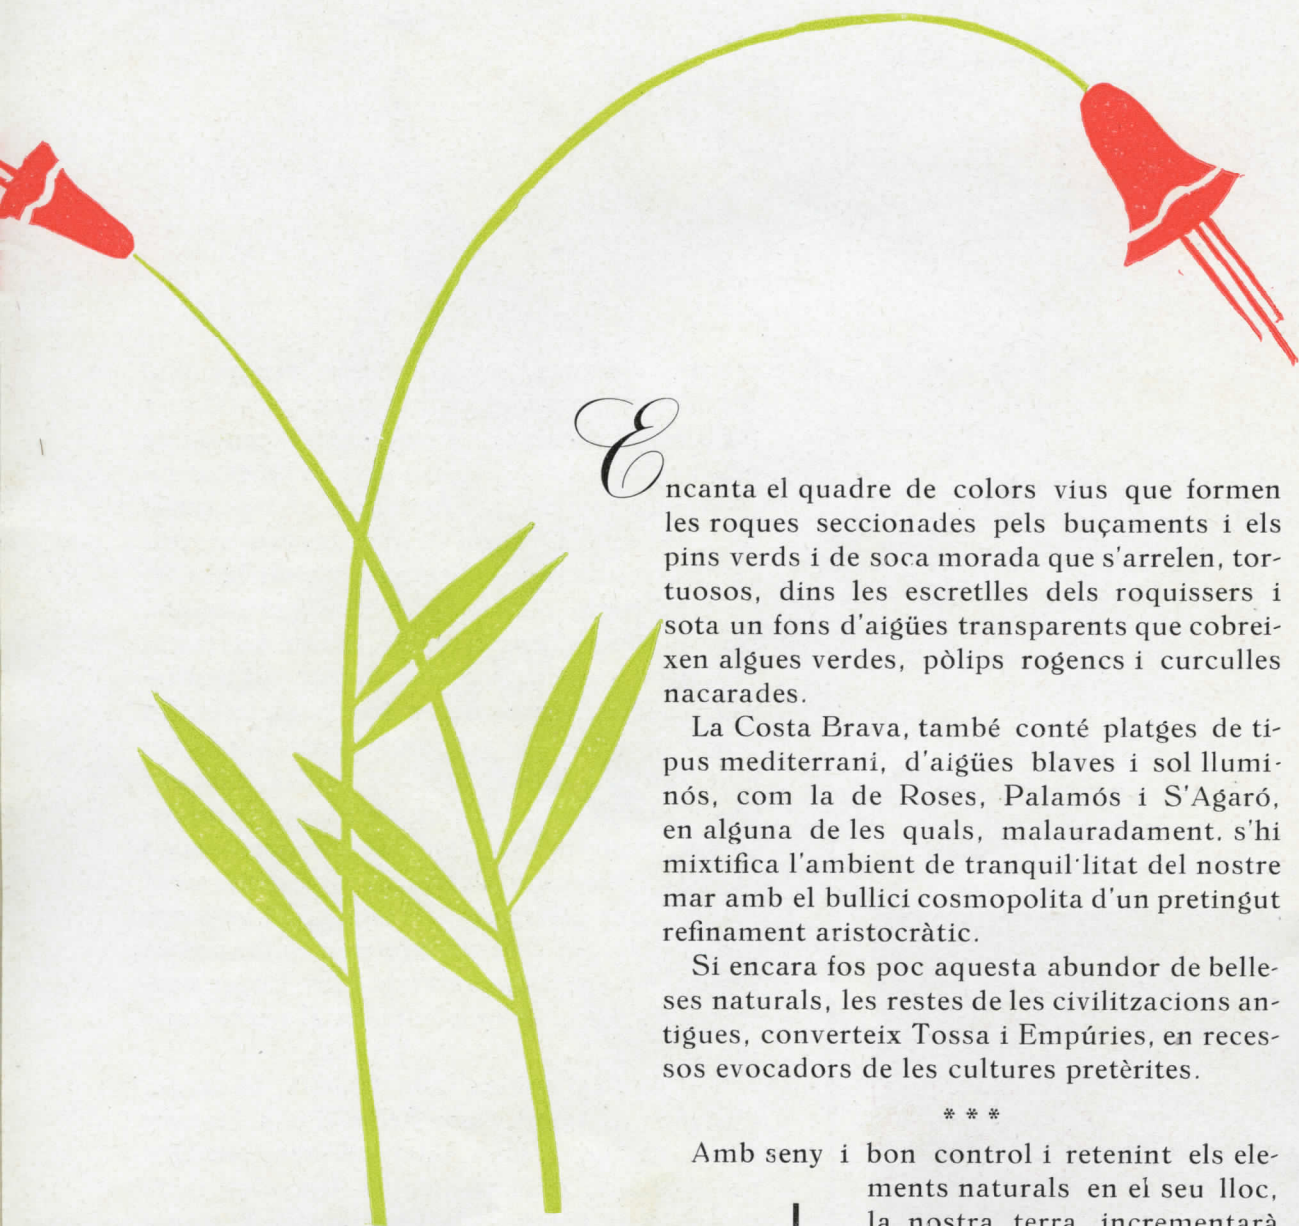 Encanta el quadre de colors vius que formen
les roques seccionades pels buçaments i els
pins verds i de soca morada que s'arrelen, tor-
tuosos, dins les escretlles dels roquissers i
sota un fons d'aigües transparents que cobrei-
xen algues verdes, pòlips rogencs i curculles
nacarades.
La Costa Brava, també conté platges de ti-
pus mediterrani, d'aigües blaves i sol llumi-
nós, com la de Roses, Palamós i S'Agaró,
en alguna de les quals, malauradament. s'hi
mixtifica l'ambient de tranquil·litat del nostre
mar amb el bullici cosmopolita d'un pretingut
refinament aristocràtic.
Si encara fos poc aquesta abundor de belle-
ses naturals, les restes de les civilitzacions an-
tigues, converteix Tossa i Empúries, en reces-
sos evocadors de les cultures pretèrites.
* * *
Amb seny i bon control i retenint els ele-
ments naturals en el seu lloc,
la nostra terra incrementarà